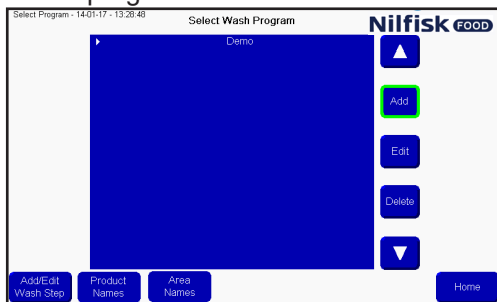 Select Program - 14-01-17 - 13:28:48
Select Wash Program
Nilfisk FOOD
Demo
Add
Edit
Delete
Add/Edit
Wash Step
Product
Names
Area
Names
Home